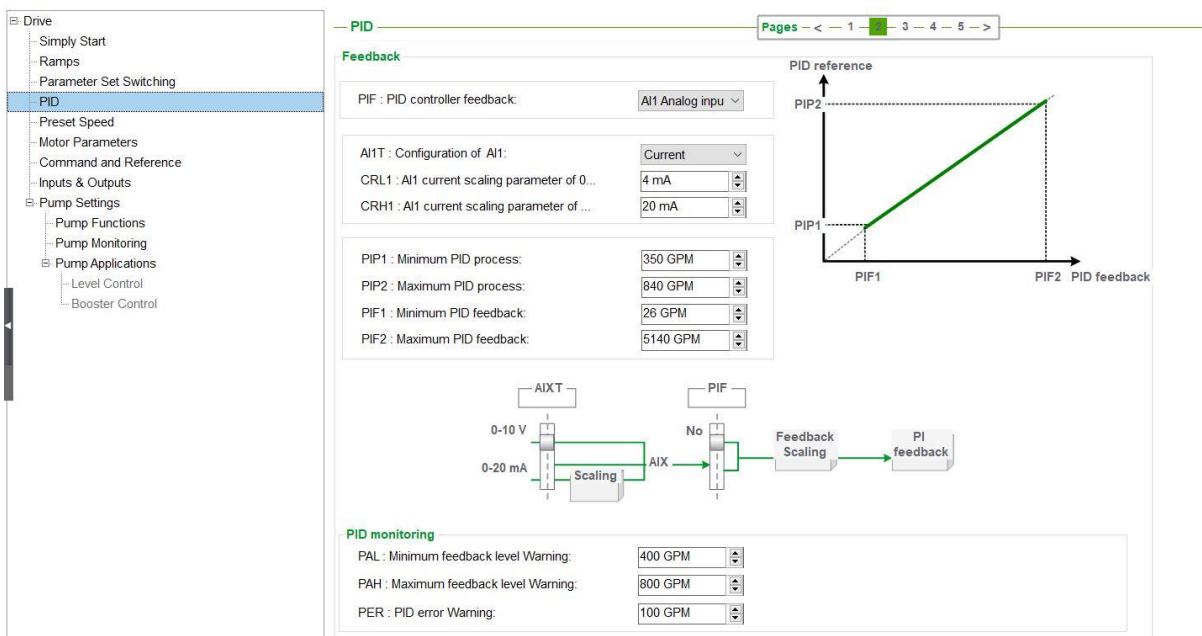 Drive
Simply Start
Ramps
Parameter Set Switching
PID
Preset Speed
Motor Parameters
Command and Reference
Inputs & Outputs
Pump Settings
Pump Functions
Pump Monitoring
Pump Applications
Level Control
Booster Control
PID
Pages < 1 2 3 4 5 >
Feedback
PIF : PID controller feedback: AI1 Analog inpu
AI1T : Configuration of AI1: Current
CRL1 : AI1 current scaling parameter of 0... 4 mA
CRH1 : AI1 current scaling parameter of ... 20 mA
PIP1 : Minimum PID process: 350 GPM
PIP2 : Maximum PID process: 840 GPM
PIF1 : Minimum PID feedback: 26 GPM
PIF2 : Maximum PID feedback: 5140 GPM
PID reference
PIP2
PIP1
PIF1 PIF2 PID feedback
AIXT PIF
0-10 V No
0-20 mA
Scaling
AIX
Feedback
Scaling
PI
feedback
PID monitoring
PAL : Minimum feedback level Warning: 400 GPM
PAH : Maximum feedback level Warning: 800 GPM
PER : PID error Warning: 100 GPM